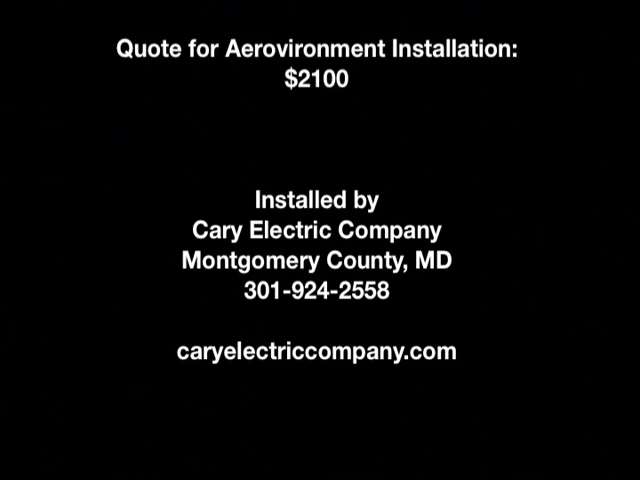 Quote for Aerovironment Installation:
$2100
Installed by
Cary Electric Company
Montgomery County, MD
301-924-2558
caryelectriccompany.com